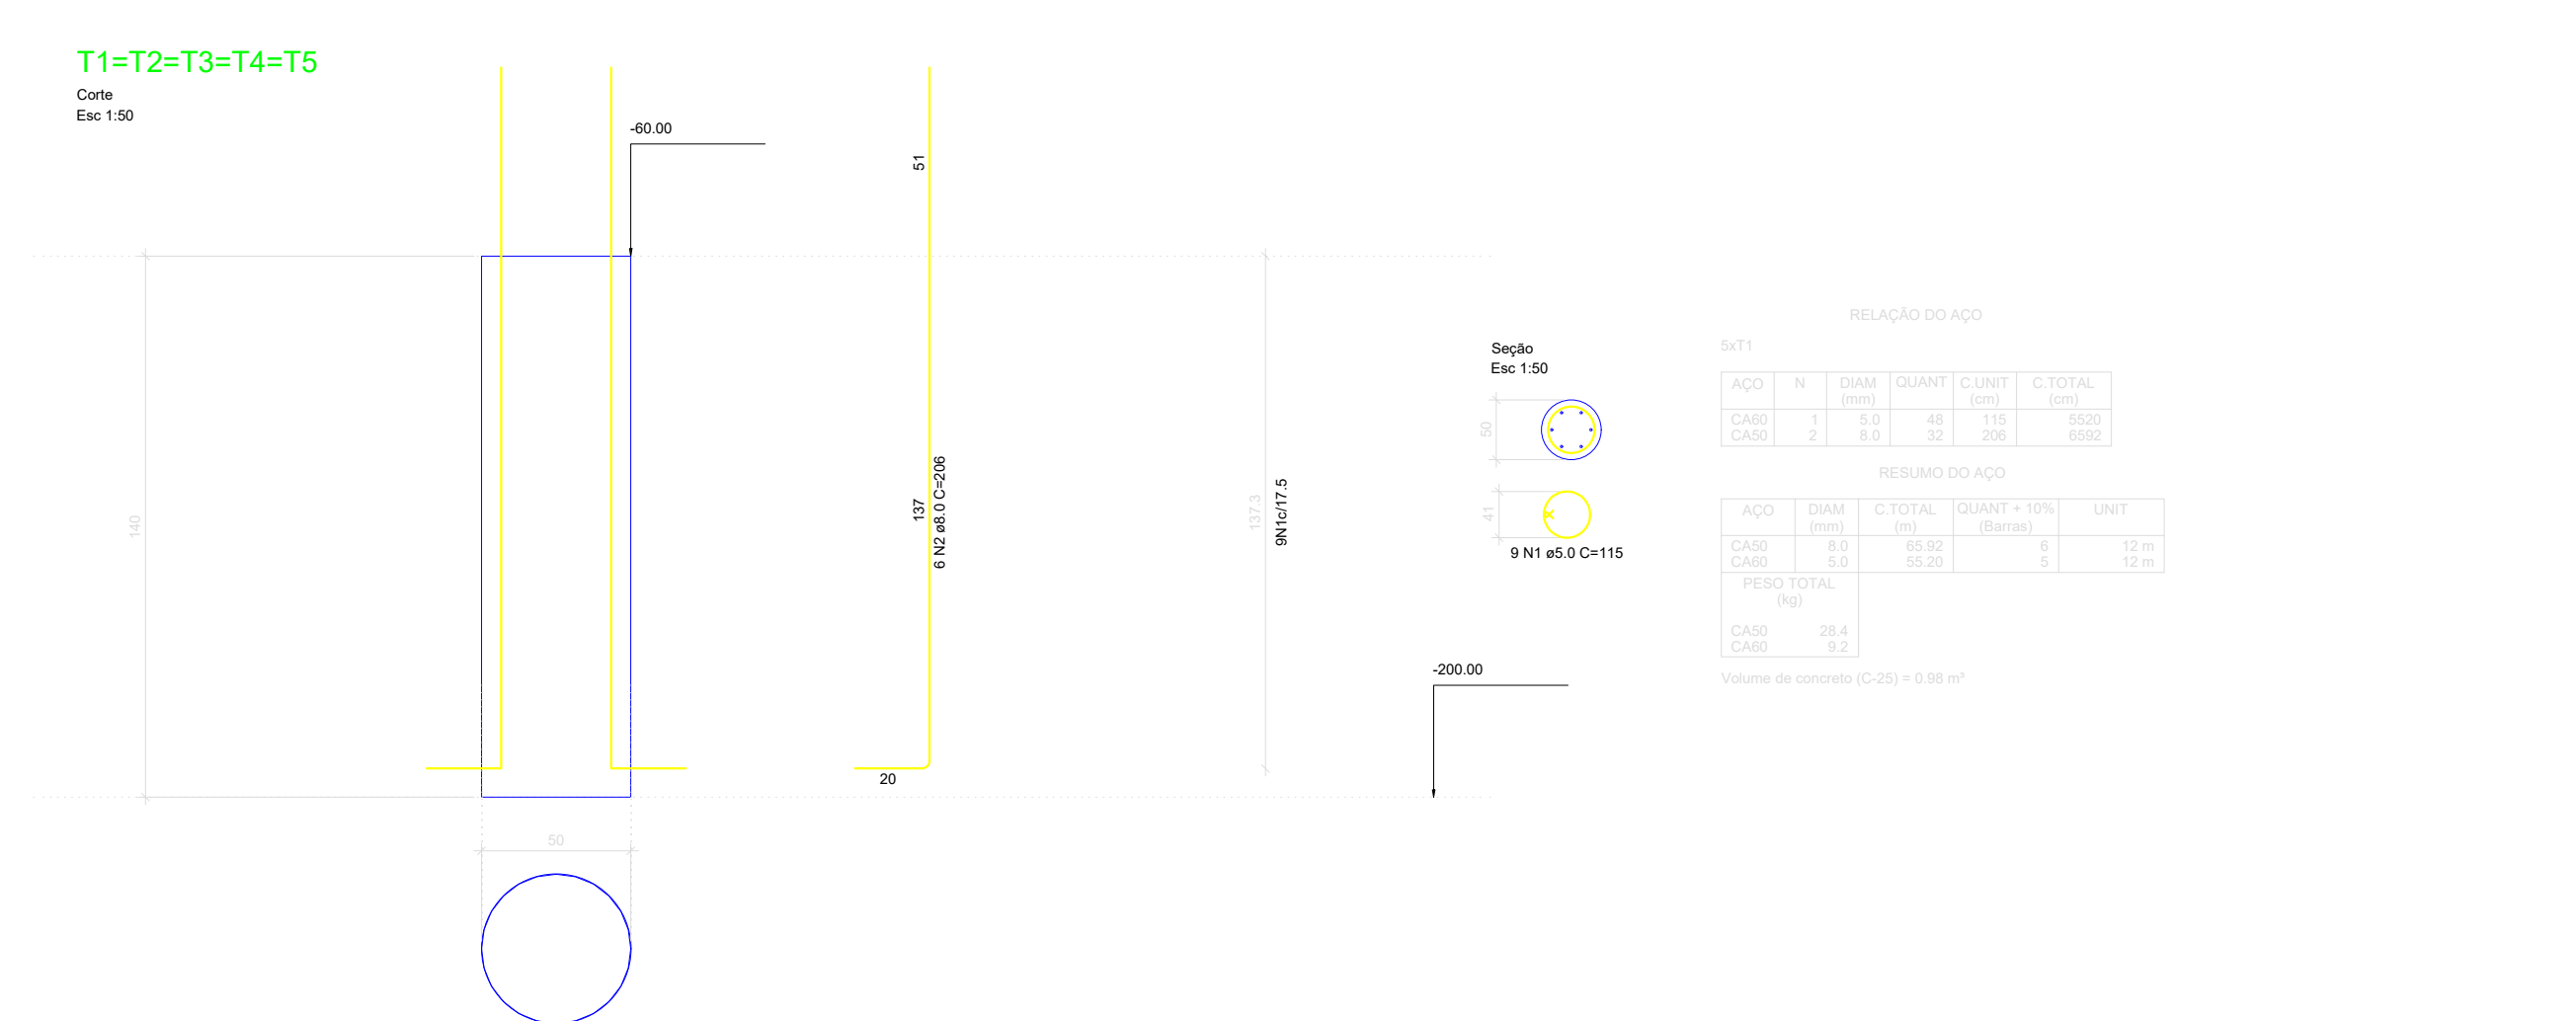 T1=T2=T3=T4=T5
Corte
Esc 1:50
-60.00
51
137
6 N2 ø8.0 C=206
20
140
50
137.3
9N1c/17.5
Seção
Esc 1:50
50
41
9 N1 ø5.0 C=115
-200.00
RELAÇÃO DO AÇO
5xT1
AÇO N DIAM QUANT C.UNIT C.TOTAL
(mm) (cm) (cm)
CA60 1 5.0 48 115 5520
CA50 2 8.0 32 206 6592
RESUMO DO AÇO
AÇO DIAM C.TOTAL QUANT + 10% UNIT
(mm) (m) (Barras)
CA50 8.0 65.92 6 12 m
CA60 5.0 55.20 5 12 m
PESO TOTAL
(kg)
CA50 28.4
CA60 9.2
Volume de concreto (C-25) = 0.98 m³